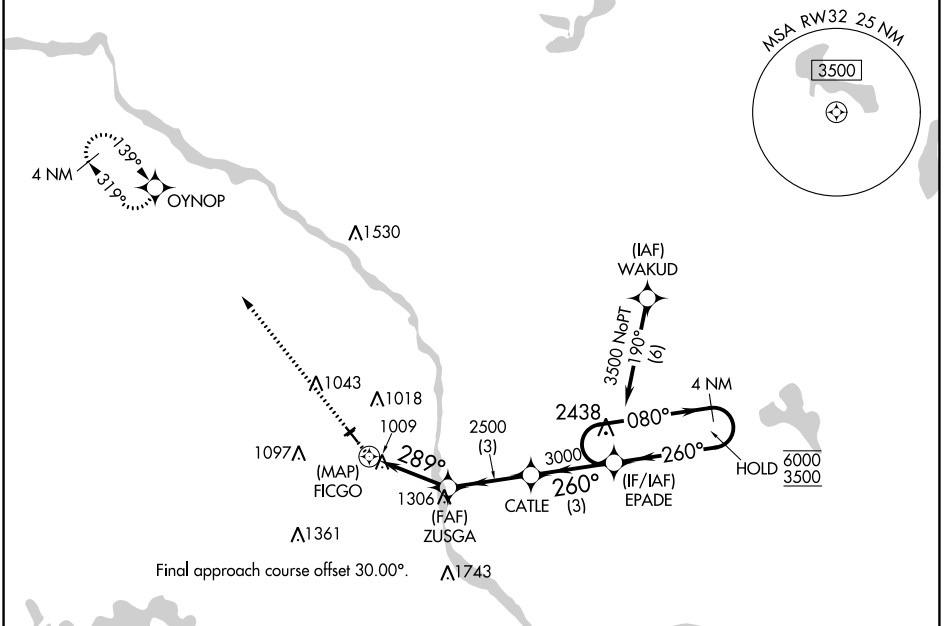 MSA RW32 25 NM
3500
139°
4 NM
319°
OYNOP
1530
(IAF)
WAKUD
3500 NoPT
190°
(6)
1043
1018
4 NM
2438
080°
1009
2500
(3)
1097
289°
3000
260°
(MAP)
FICGO
260°
(3)
(IF/IAF)
EPADE
HOLD
6000
3500
1306
(FAF)
ZUSGA
CATLE
1361
Final approach course offset 30.00°.
1743